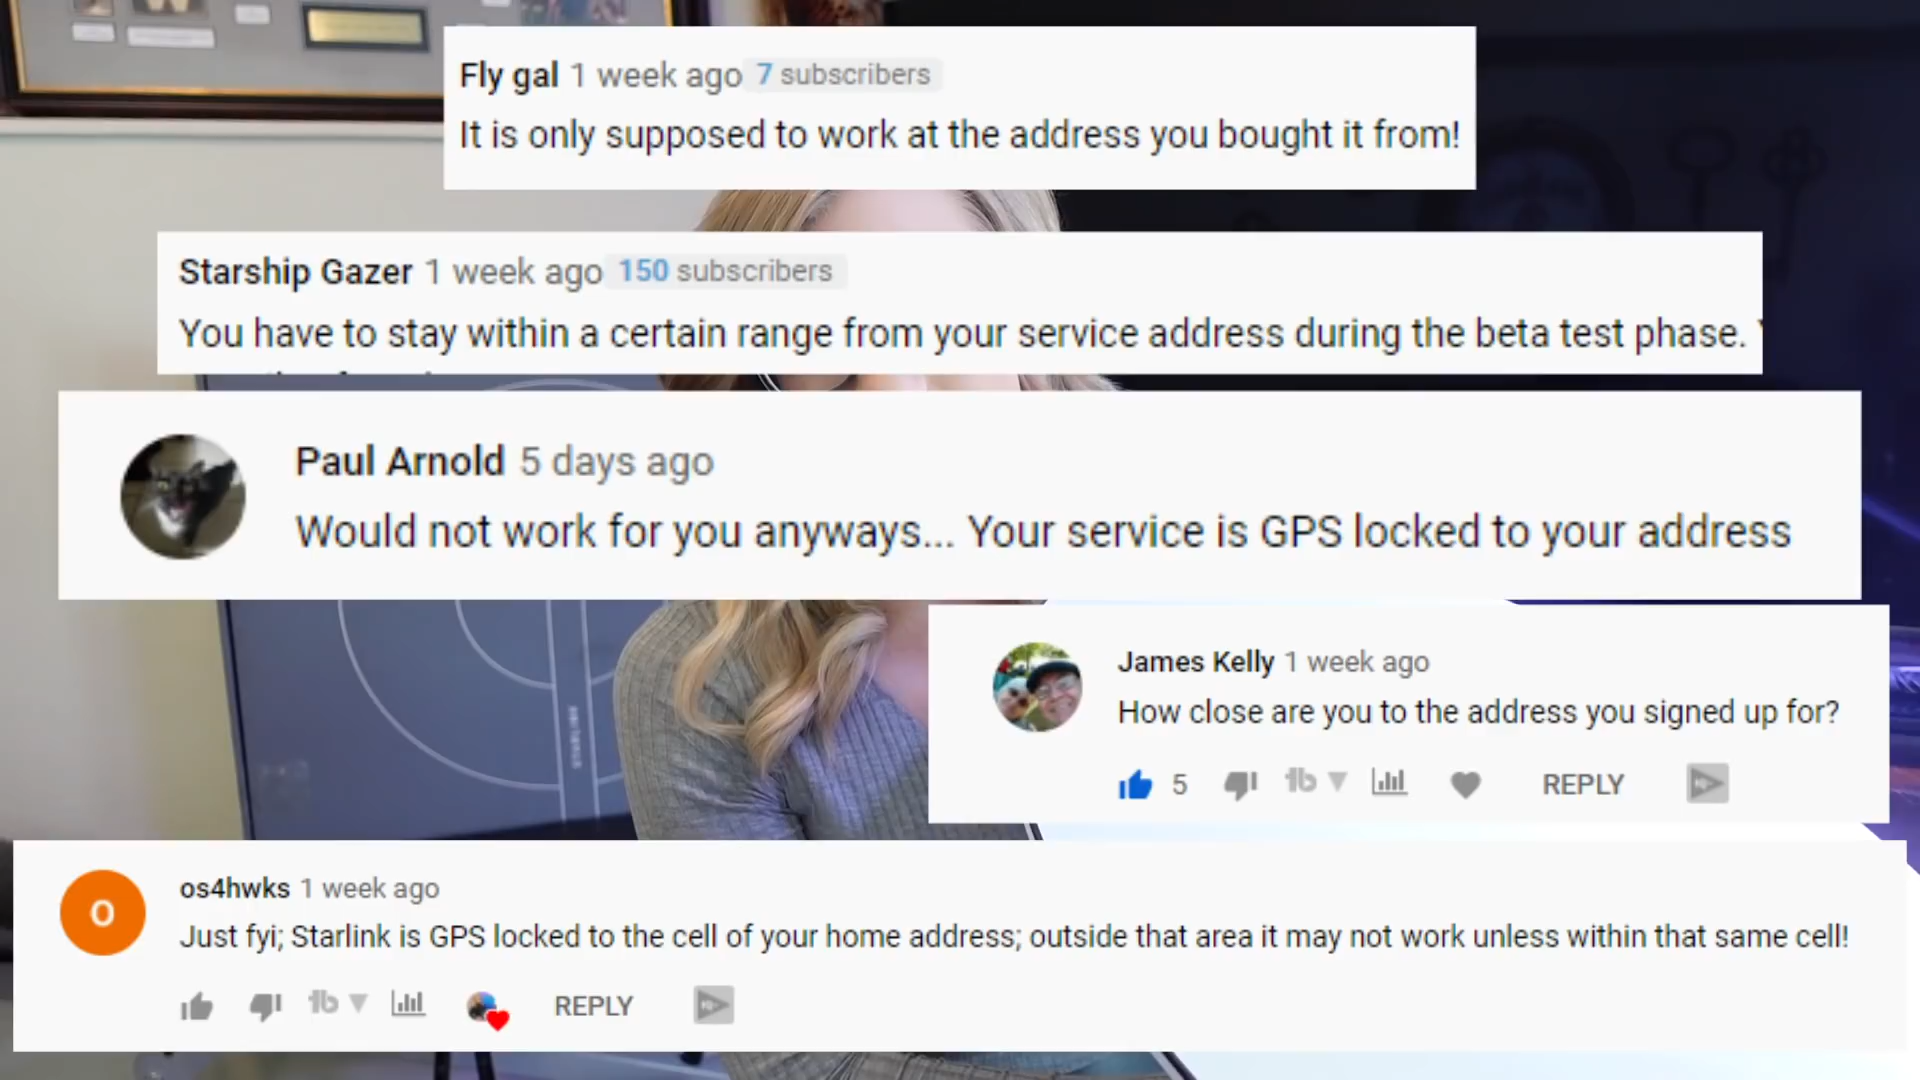 Fly gal 1 week ago 7 subscribers
It is only supposed to work at the address you bought it from!
Starship Gazer 1 week ago 150 subscribers
You have to stay within a certain range from your service address during the beta test phase.
Paul Arnold 5 days ago
Would not work for you anyways... Your service is GPS locked to your address
James Kelly 1 week ago
How close are you to the address you signed up for?
5 REPLY
O
os4hwks 1 week ago
Just fyi; Starlink is GPS locked to the cell of your home address; outside that area it may not work unless within that same cell!
REPLY